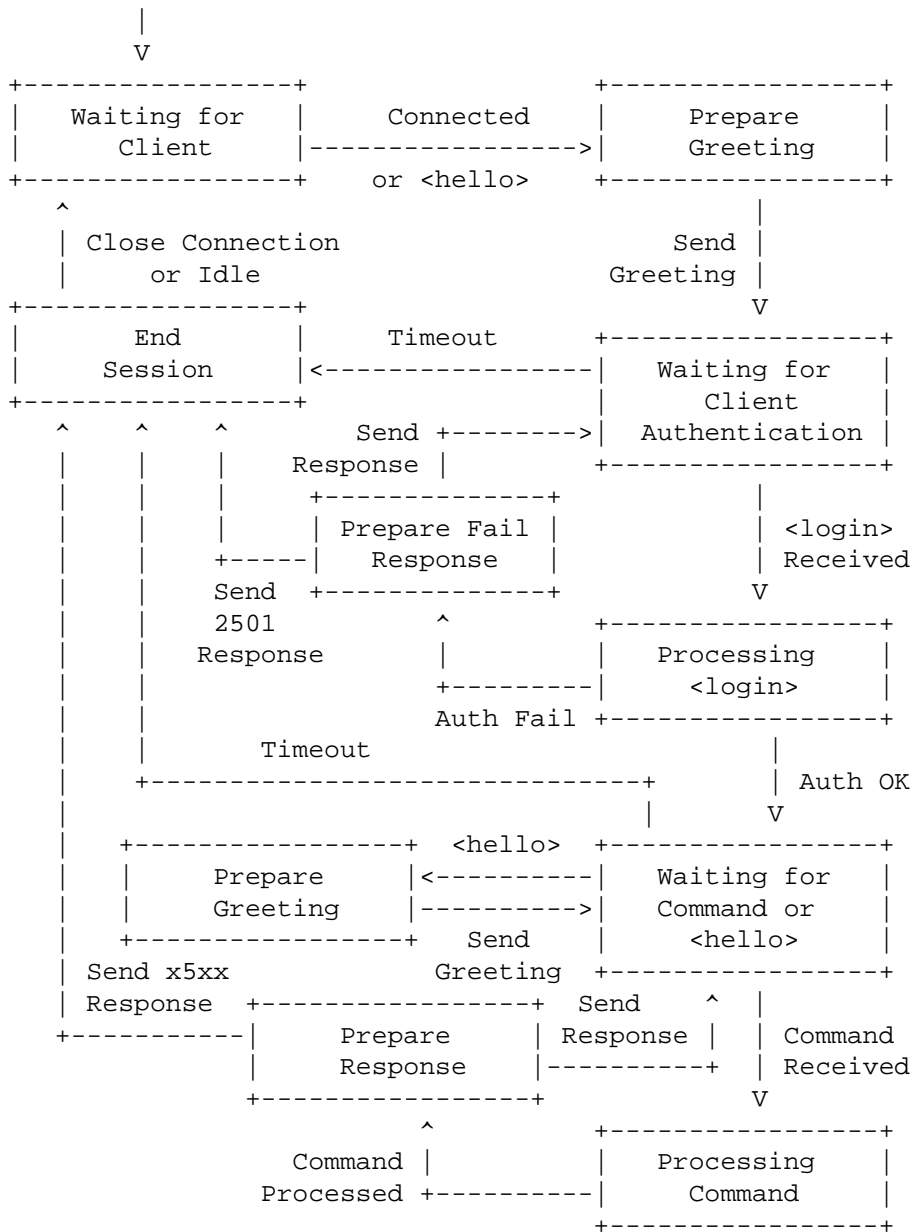 Waiting for Client
Connected or <hello>
Prepare Greeting
Close Connection or Idle
Send Greeting
End Session
Timeout
Waiting for Client Authentication
Send Response
Prepare Fail Response
<login> Received
Send 2501 Response
Processing <login>
Auth Fail
Timeout
Auth OK
<hello>
Prepare Greeting
Waiting for Command or <hello>
Send Greeting
Send x5xx Response
Prepare Response
Send Response
Command Received
Command Processed
Processing Command